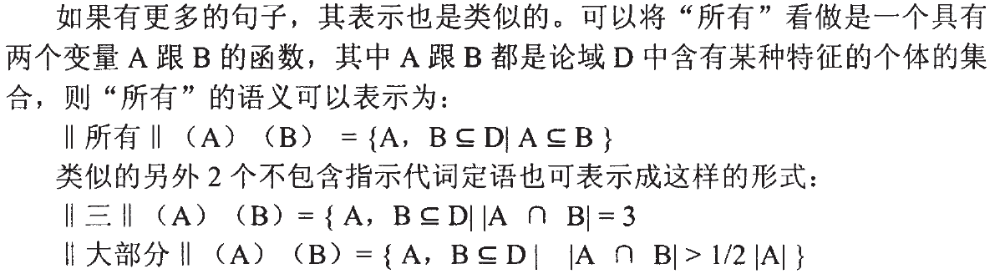 如果有更多的句子，其表示也是类似的。可以将“所有”看做是一个具有
两个变量 A 跟 B 的函数，其中 A 跟 B 都是论域 D 中含有某种特征的个体的集
合，则“所有”的语义可以表示为：
‖所有‖（A）（B） = {A，B ⊆ D| A ⊆ B }
类似的另外 2 个不包含指示代词定语也可表示成这样的形式：
‖三‖（A）（B）= { A，B ⊆ D| |A ∩ B| = 3
‖大部分‖（A）（B）= { A，B ⊆ D | |A ∩ B| > 1/2 |A| }